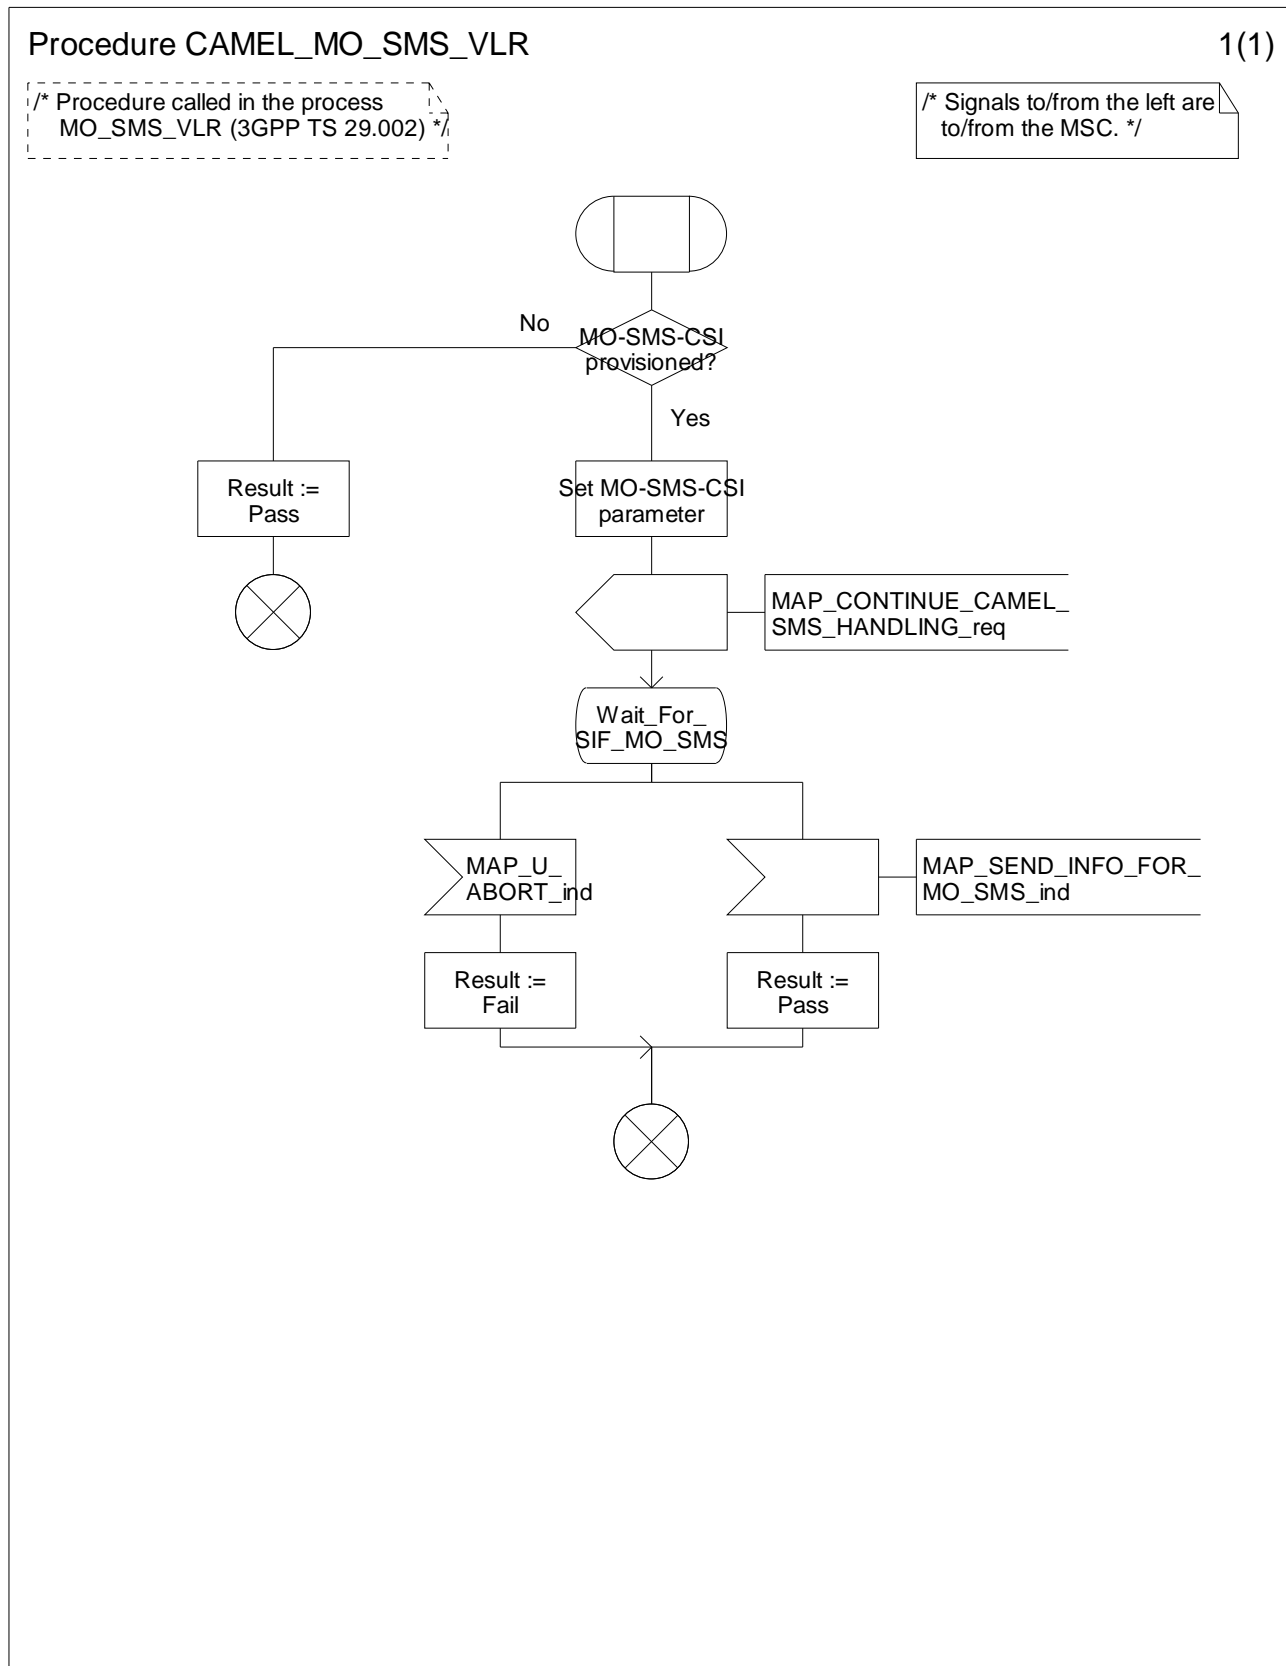 Procedure CAMEL_MO_SMS_VLR
1(1)
/* Procedure called in the process
MO_SMS_VLR (3GPP TS 29.002) */
/* Signals to/from the left are
to/from the MSC. */
No
MO-SMS-CSI
provisioned?
Yes
Result :=
Pass
Set MO-SMS-CSI
parameter
MAP_CONTINUE_CAMEL_
SMS_HANDLING_req
Wait_For_
SIF_MO_SMS
MAP_U_
ABORT_ind
MAP_SEND_INFO_FOR_
MO_SMS_ind
Result :=
Fail
Result :=
Pass